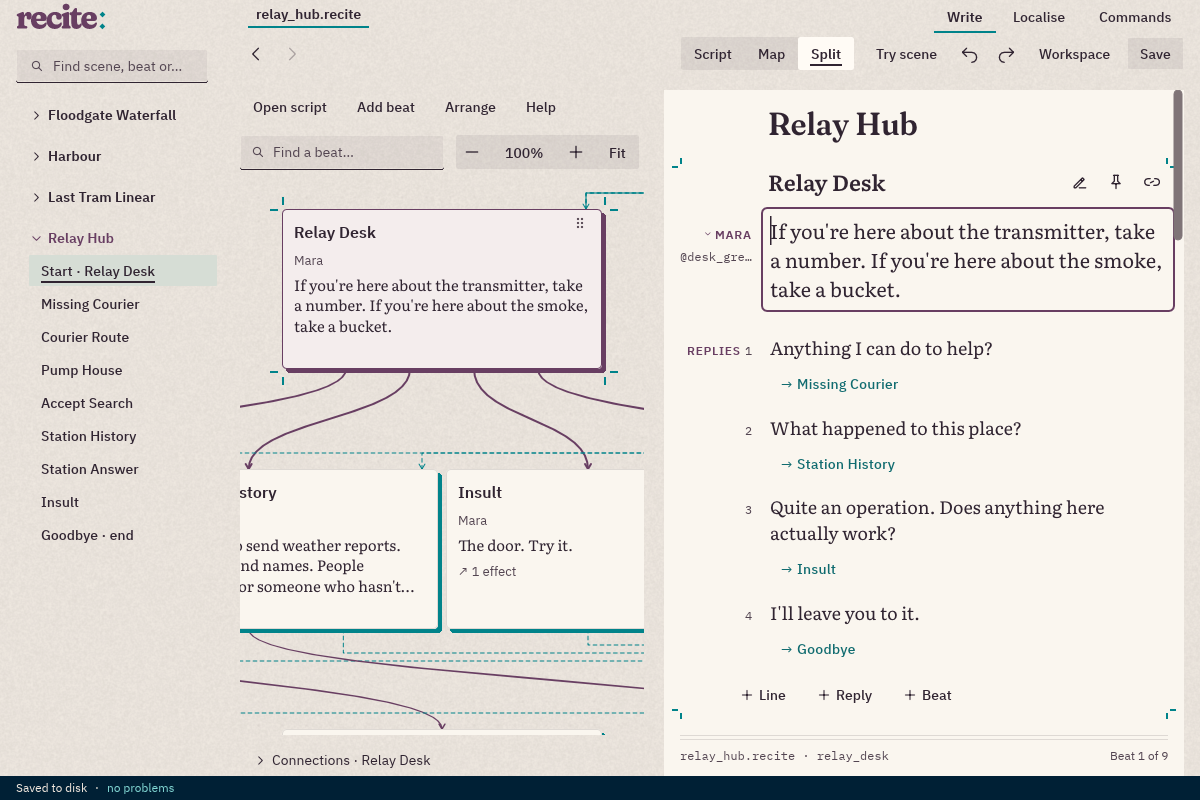 recite:
relay_hub.recite
Write
Localise
Commands
Find scene, beat or...
Script
Map
Split
Try scene
Workspace
Save
Floodgate Waterfall
Harbour
Last Tram Linear
Relay Hub
Start · Relay Desk
Missing Courier
Courier Route
Pump House
Accept Search
Station History
Station Answer
Insult
Goodbye · end
Open script
Add beat
Arrange
Help
Find a beat...
100%
Fit
Relay Desk
Mara
If you're here about the transmitter, take
a number. If you're here about the smoke,
take a bucket.
story
send weather reports.
nd names. People
or someone who hasn't...
Insult
Mara
The door. Try it.
↗ 1 effect
Connections · Relay Desk
Relay Hub
Relay Desk
MARA
@desk_gre…
If you're here about the transmitter, take
a number. If you're here about the smoke,
take a bucket.
REPLIES 1
Anything I can do to help?
→ Missing Courier
2
What happened to this place?
→ Station History
3
Quite an operation. Does anything here
actually work?
→ Insult
4
I'll leave you to it.
→ Goodbye
+ Line
+ Reply
+ Beat
relay_hub.recite · relay_desk
Beat 1 of 9
Saved to disk · no problems